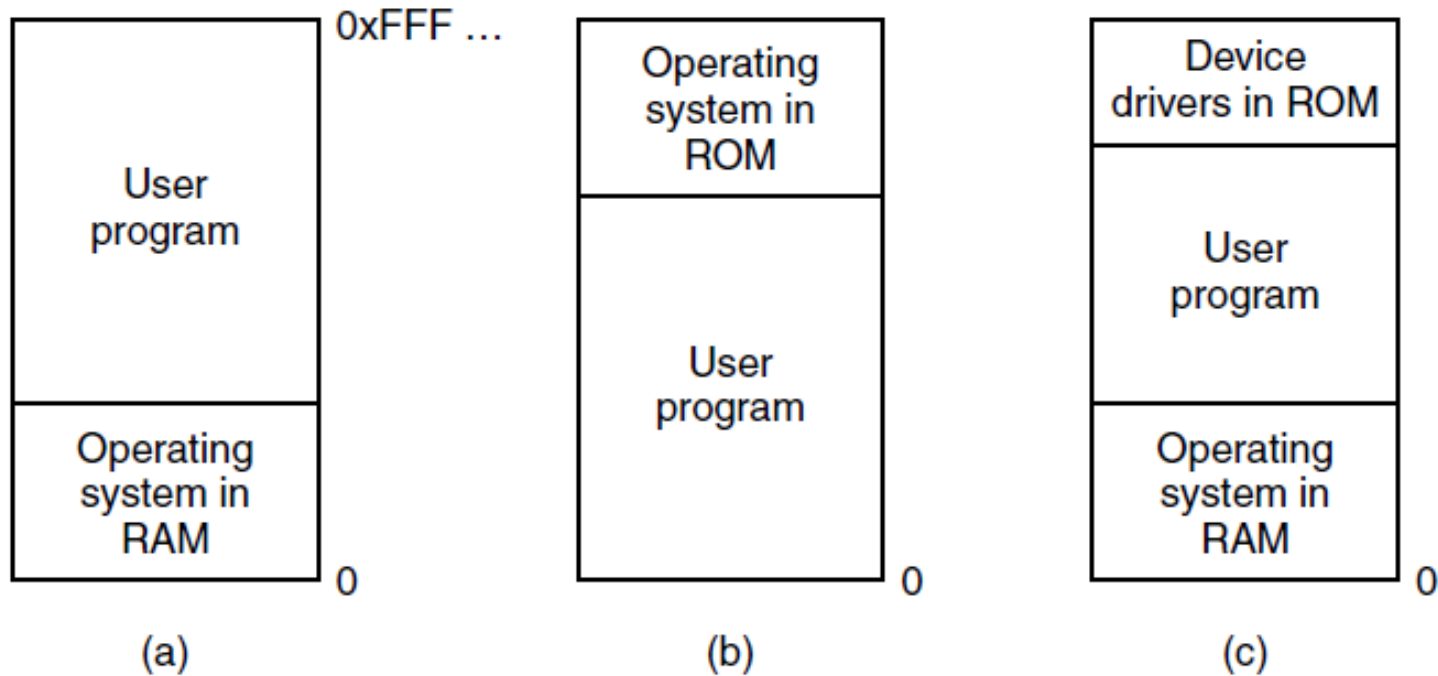 0xFFF ...
User
program
Operating
system in
RAM
0
(a)
Operating
system in
ROM
User
program
0
(b)
Device
drivers in ROM
User
program
Operating
system in
RAM
0
(c)